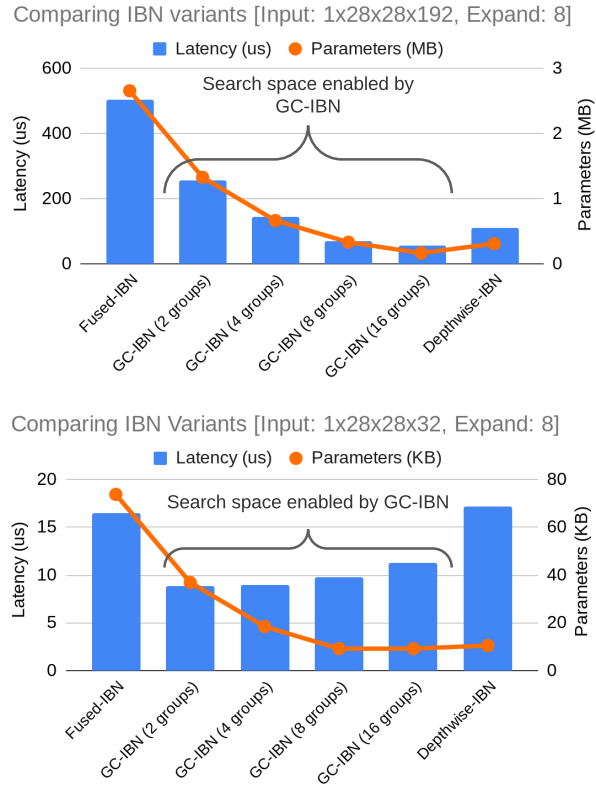 Comparing IBN variants [Input: 1x28x28x192, Expand: 8]
Latency (us) Parameters (MB)
600 3
Search space enabled by
GC-IBN
400 2
200 1
0 0
Latency (us)
Parameters (MB)
Fused-IBN
GC-IBN (2 groups)
GC-IBN (4 groups)
GC-IBN (8 groups)
GC-IBN (16 groups)
Depthwise-IBN
Comparing IBN Variants [Input: 1x28x28x32, Expand: 8]
Latency (us) Parameters (KB)
20 80
Search space enabled by GC-IBN
15 60
10 40
5 20
0 0
Latency (us)
Parameters (KB)
Fused-IBN
GC-IBN (2 groups)
GC-IBN (4 groups)
GC-IBN (8 groups)
GC-IBN (16 groups)
Depthwise-IBN